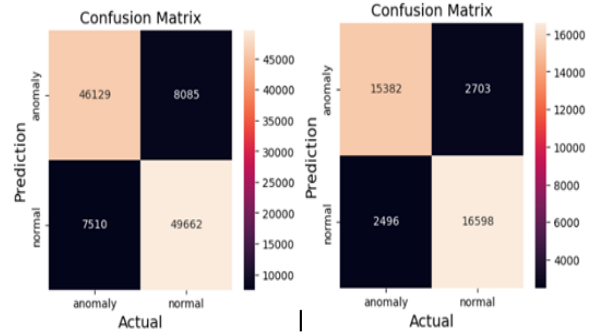 Confusion Matrix
anomaly
46129
8085
normal
7510
49662
Prediction
anomaly
normal
Actual
45000
40000
35000
30000
25000
20000
15000
10000
Confusion Matrix
anomaly
15382
2703
normal
2496
16598
Prediction
anomaly
normal
Actual
16000
14000
12000
10000
8000
6000
4000